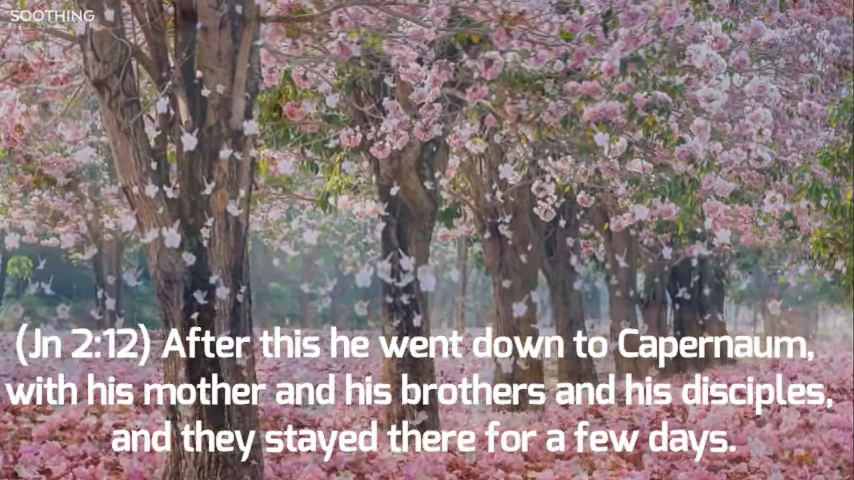 SOOTHING
(Jn 2:12) After this he went down to Capernaum,
with his mother and his brothers and his disciples,
and they stayed there for a few days.